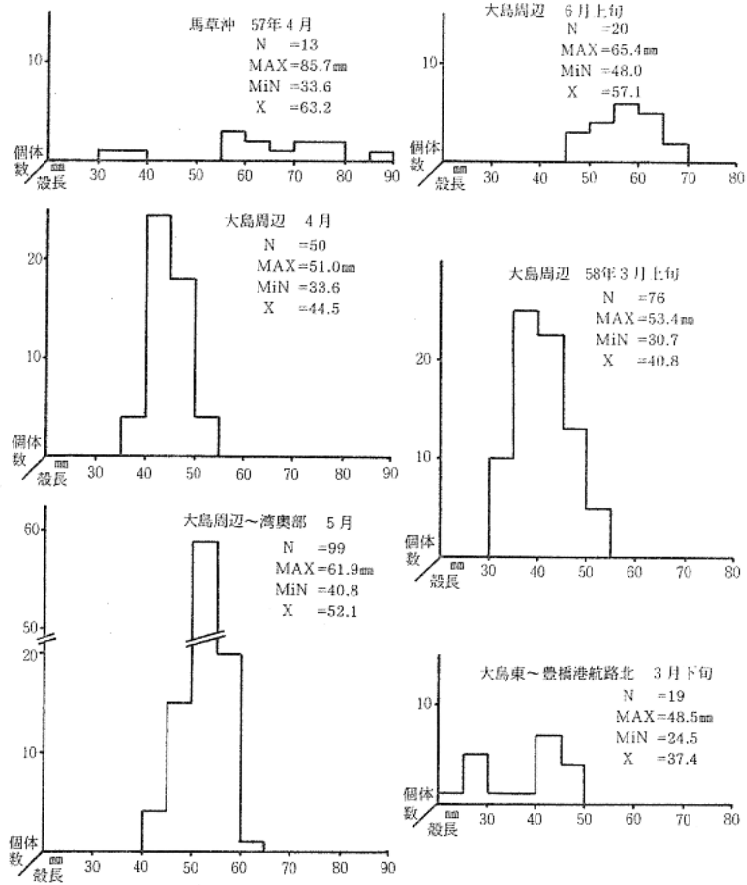 馬草沖 57年4月
N =13
MAX=85.7㎜
MiN =33.6
X =63.2
10
個体数
㎜
殻長
30 40 50 60 70 80 90
大島周辺 4月
N =50
MAX=51.0㎜
MiN =33.6
X =44.5
20
10
個体数
㎜
殻長
30 40 50 60 70 80 90
大島周辺～湾奥部 5月
N =99
MAX=61.9㎜
MiN =40.8
X =52.1
60
50
20
10
個体数
㎜
殻長
30 40 50 60 70 80 90
大島周辺 6月上旬
N =20
MAX=65.4㎜
MiN =48.0
X =57.1
10
個体数
㎜
殻長
30 40 50 60 70 80
大島周辺 58年3月上旬
N =76
MAX=53.4㎜
MiN =30.7
X =40.8
20
10
個体数
㎜
殻長
30 40 50 60 70 80
大島東～豊橋港航路北 3月下旬
N =19
MAX=48.5㎜
MiN =24.5
X =37.4
10
個体数
㎜
殻長
30 40 50 60 70 80